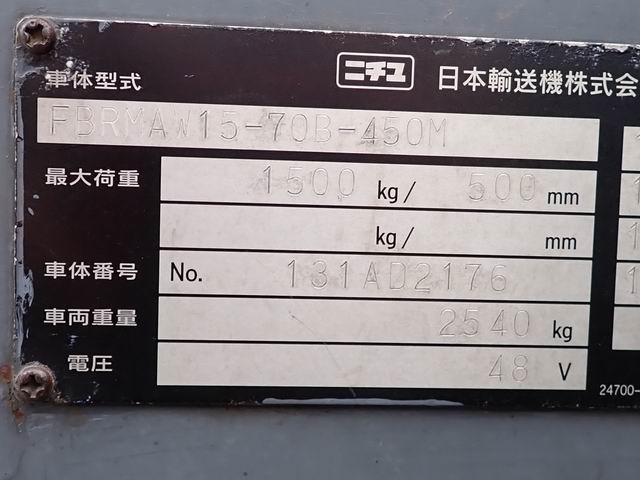 ニチユ 日本輸送機株式会
車体型式
FBRMAW15-70B-450M
最大荷重 1500 kg/ 500 mm
kg/ mm
車体番号 No. 131AD2176
車両重量 2540 kg
電圧 48 V
24700-